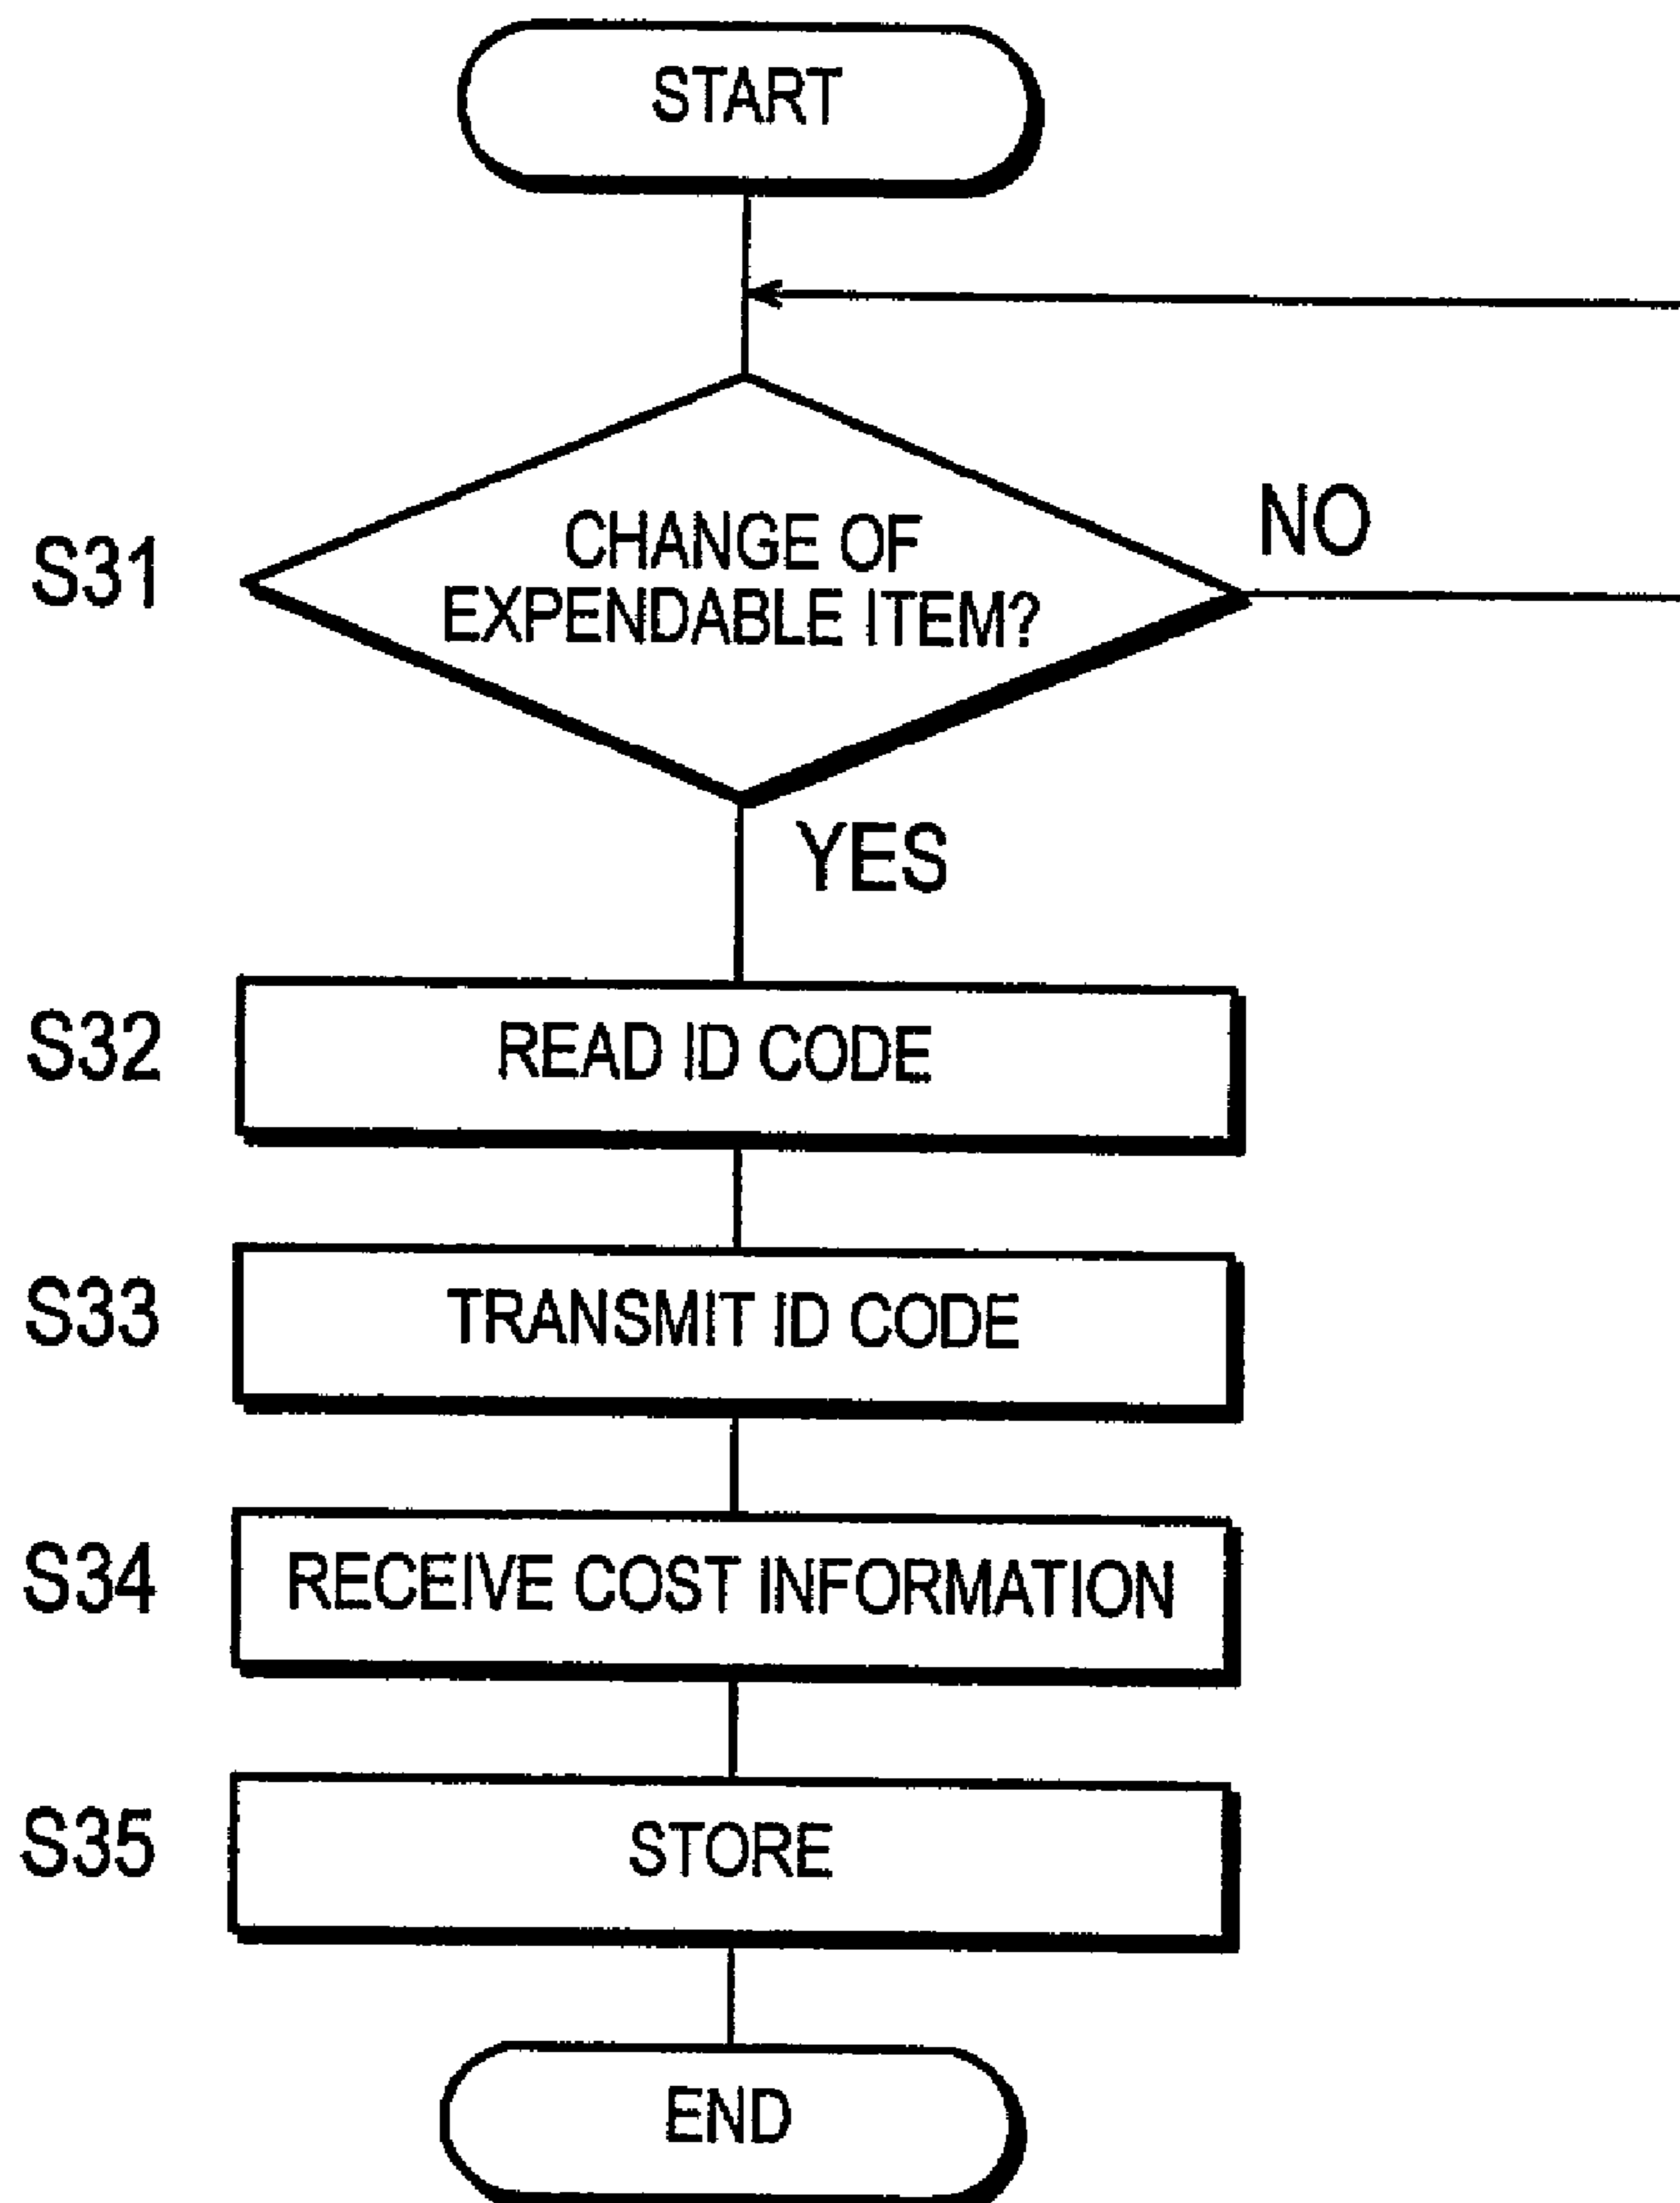 START
S31
CHANGE OF
EXPENDABLE ITEM?
NO
YES
S32
READ ID CODE
S33
TRANSMIT ID CODE
S34
RECEIVE COST INFORMATION
S35
STORE
END